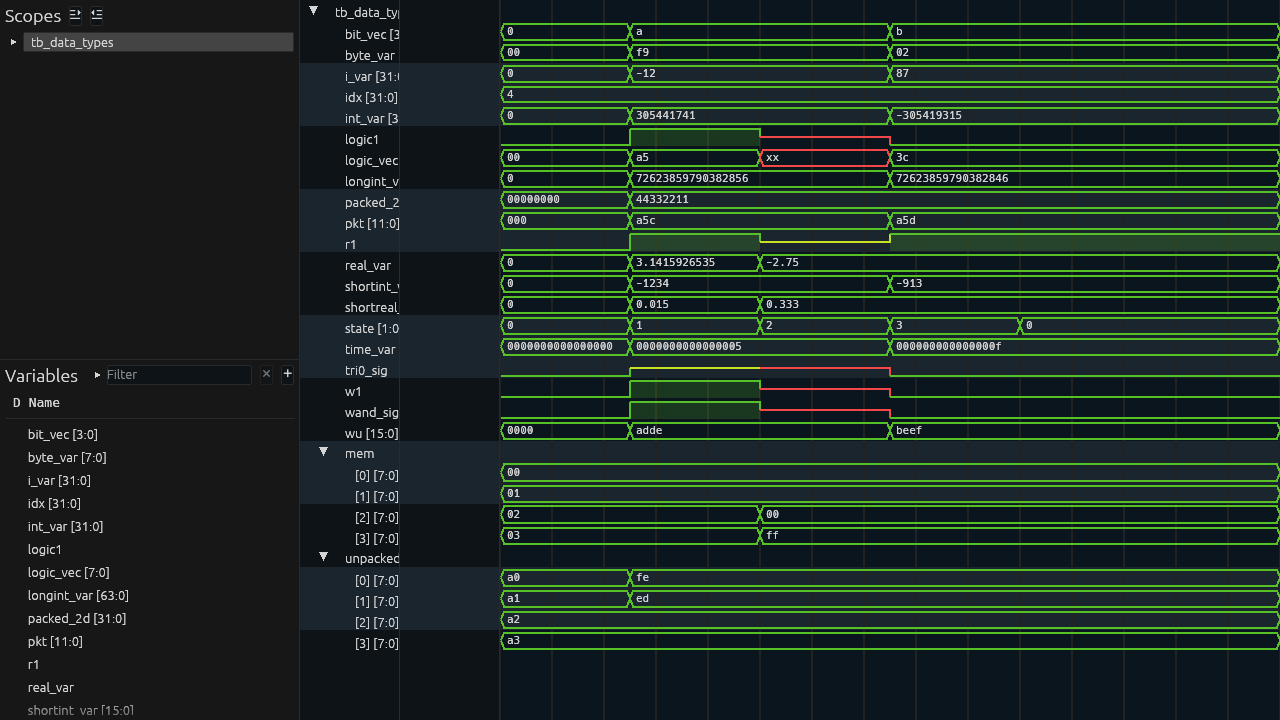 Scopes
tb_data_types
Variables
Filter
D Name
bit_vec [3:0]
byte_var [7:0]
i_var [31:0]
idx [31:0]
int_var [31:0]
logic1
logic_vec [7:0]
longint_var [63:0]
packed_2d [31:0]
pkt [11:0]
r1
real_var
shortint_var [15:0]
tb_data_ty
bit_vec [3 0 a b
byte_var 00 f9 02
i_var [31:0 0 -12 87
idx [31:0] 4
int_var [3 0 305441741 -305419315
logic1
logic_vec 00 a5 xx 3c
longint_v 0 72623859790382856 72623859790382846
packed_2 00000000 44332211
pkt [11:0] 000 a5c a5d
r1
real_var 0 3.1415926535 -2.75
shortint_v 0 -1234 -913
shortreal_ 0 0.015 0.333
state [1:0 0 1 2 3 0
time_var 0000000000000000 0000000000000005 000000000000000f
tri0_sig
w1
wand_sig
wu [15:0] 0000 adde beef
mem
[0] [7:0] 00
[1] [7:0] 01
[2] [7:0] 02 00
[3] [7:0] 03 ff
unpacked
[0] [7:0] a0 fe
[1] [7:0] a1 ed
[2] [7:0] a2
[3] [7:0] a3